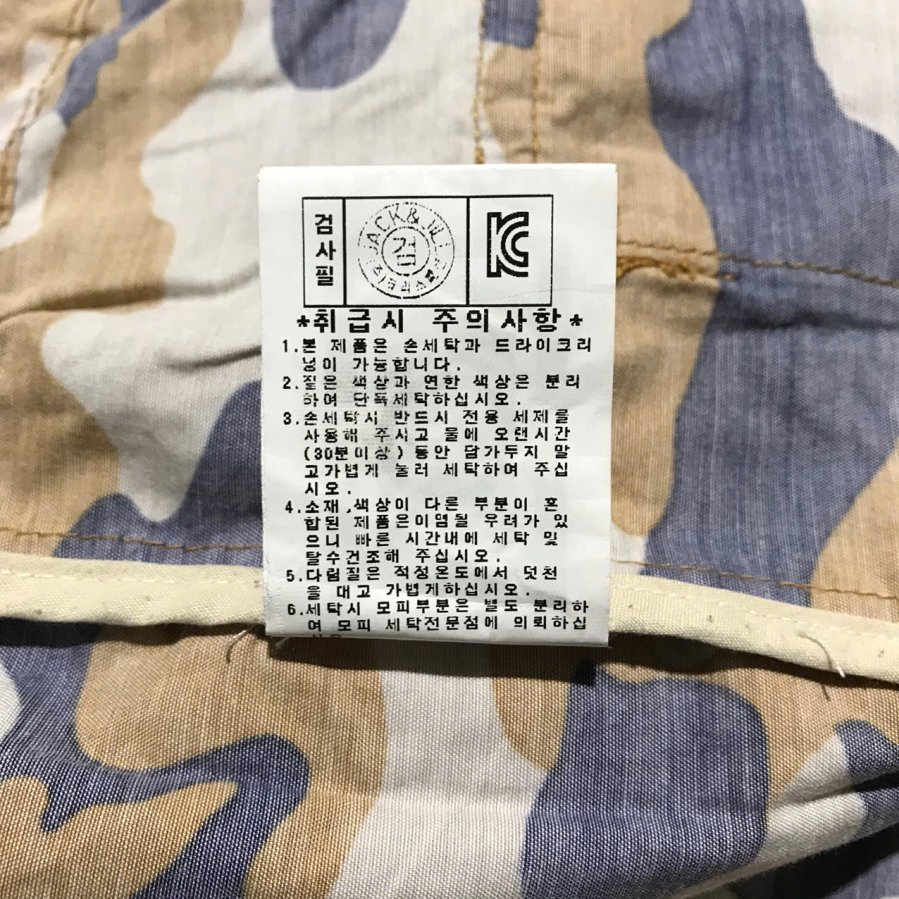 검사필
JACK &
검
KC
*취급시 주의사항*
1.본 제품은 손세탁과 드라이크리
닝이 가능합니다.
2.짙은 색상과 연한 색상은 분리
하여 단독세탁하십시오.
3.손세탁시 반드시 전용 세제를
사용해 주시고 물에 오랜시간
(30분이상) 동안 담가두지 말
고가볍게 눌러 세탁하여 주십
시오.
4.소재,색상이 다른 부분이 혼
합된 제품은이염될 우려가 있
으니 빠른 시간내에 세탁 및
탈수건조해 주십시오.
5.다림질은 적정온도에서 덧천
을 대고 가볍게하십시오.
6.세탁시 모피부분은 별도 분리하
여 모피 세탁전문점에 의뢰하십